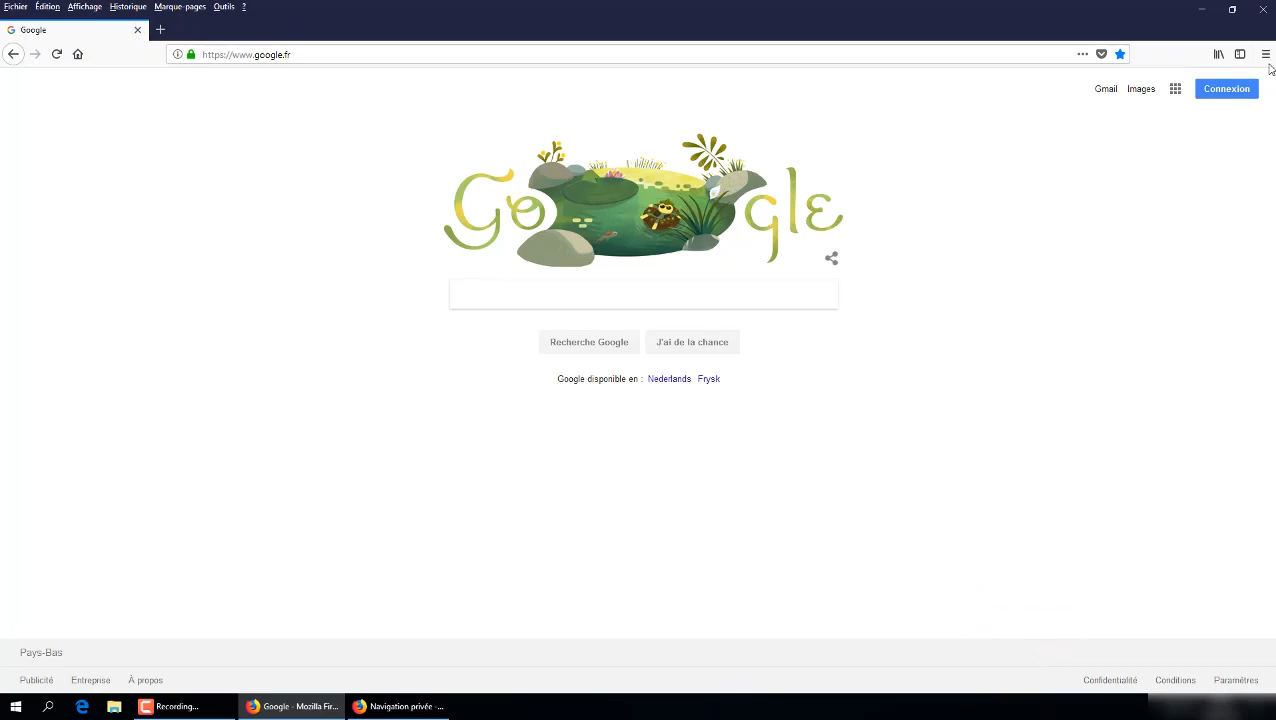 Fichier Édition Affichage Historique Marque-pages Outils ?
Google
https://www.google.fr
Gmail Images Connexion
Google
Recherche Google J'ai de la chance
Google disponible en : Nederlands Frysk
Pays-Bas
Publicité Entreprise À propos Confidentialité Conditions Paramètres
Recording... Google - Mozilla Fir... Navigation privée -...